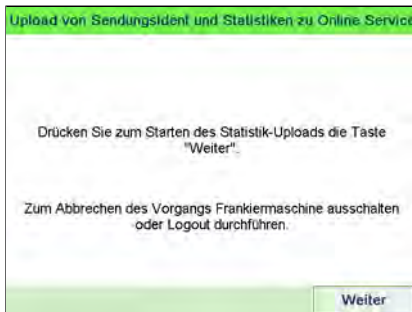 Upload von Sendungsident und Statistiken zu Online Service
Drücken Sie zum Starten des Statistik-Uploads die Taste
"Weiter".
Zum Abbrechen des Vorgangs Frankiermaschine ausschalten
oder Logout durchführen.
Weiter